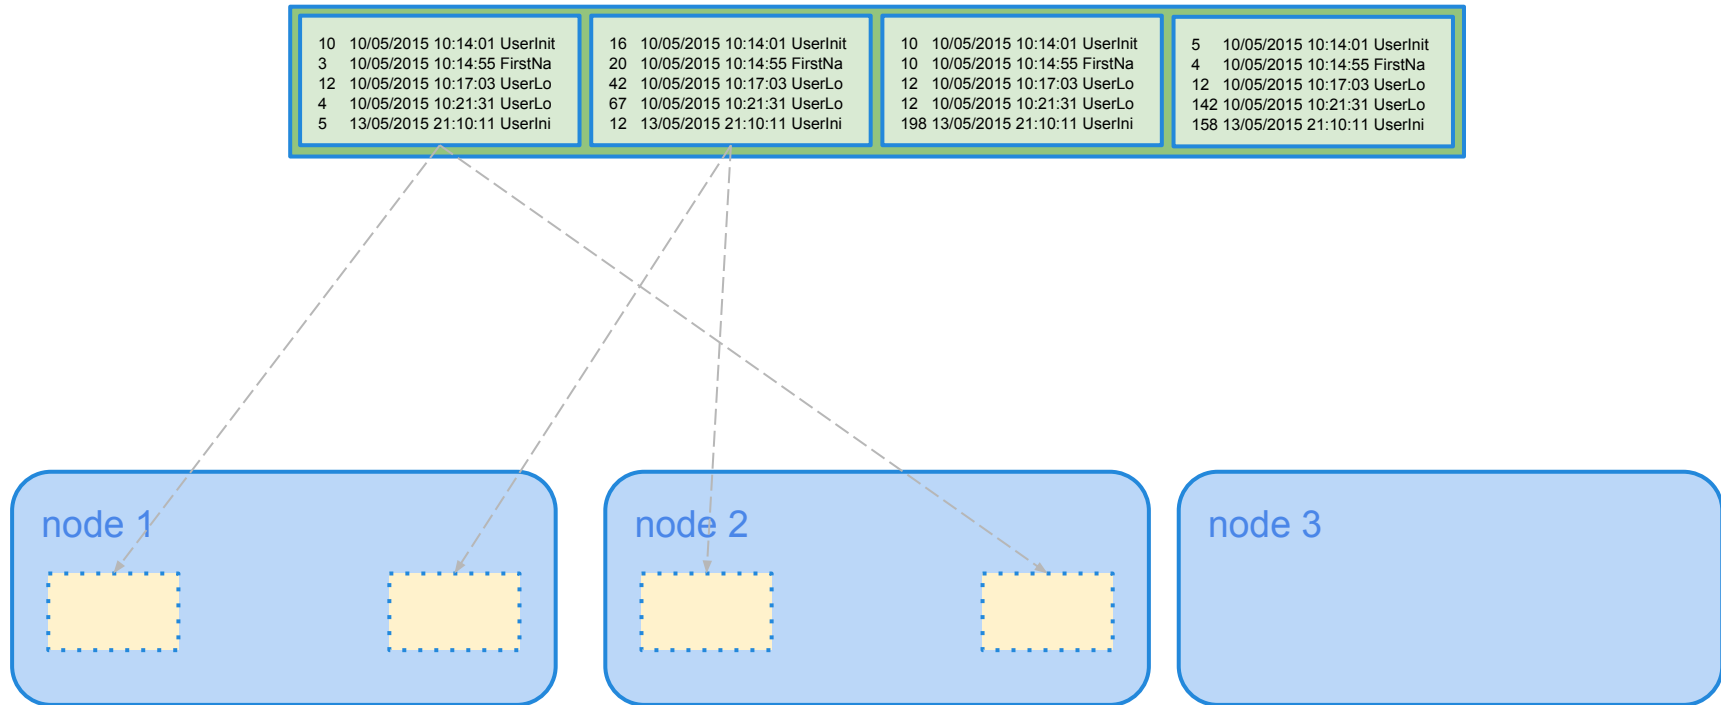 10 10/05/2015 10:14:01 UserInit
3 10/05/2015 10:14:55 FirstNa
12 10/05/2015 10:17:03 UserLo
4 10/05/2015 10:21:31 UserLo
5 13/05/2015 21:10:11 UserIni
16 10/05/2015 10:14:01 UserInit
20 10/05/2015 10:14:55 FirstNa
42 10/05/2015 10:17:03 UserLo
67 10/05/2015 10:21:31 UserLo
12 13/05/2015 21:10:11 UserIni
10 10/05/2015 10:14:01 UserInit
10 10/05/2015 10:14:55 FirstNa
12 10/05/2015 10:17:03 UserLo
12 10/05/2015 10:21:31 UserLo
198 13/05/2015 21:10:11 UserIni
5 10/05/2015 10:14:01 UserInit
4 10/05/2015 10:14:55 FirstNa
12 10/05/2015 10:17:03 UserLo
142 10/05/2015 10:21:31 UserLo
158 13/05/2015 21:10:11 UserIni
node 1
node 2
node 3